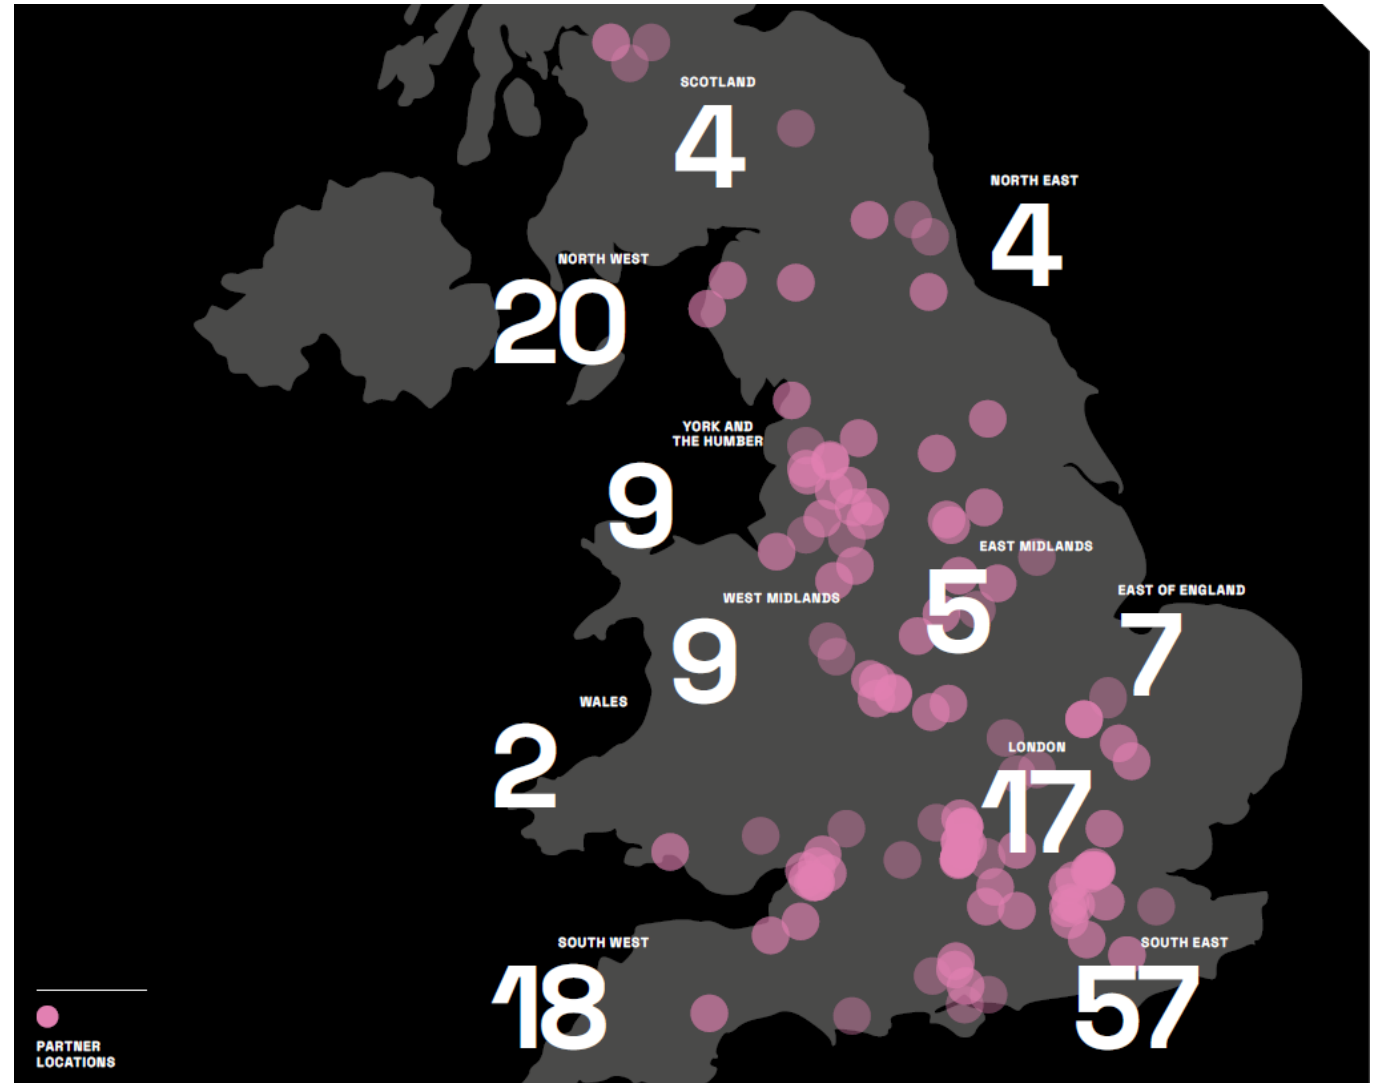 SCOTLAND
4
NORTH EAST
4
NORTH WEST
20
YORK AND
THE HUMBER
9
EAST MIDLANDS
5
EAST OF ENGLAND
7
WEST MIDLANDS
9
WALES
2
LONDON
17
SOUTH WEST
18
SOUTH EAST
57
PARTNER
LOCATIONS